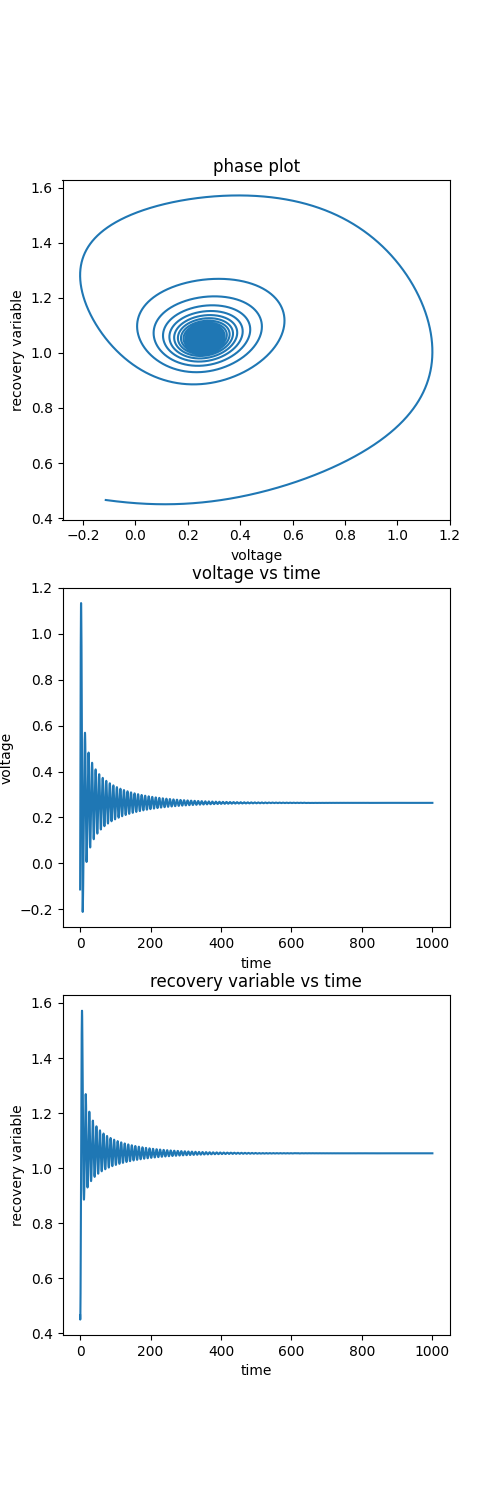 phase plot
1.6
1.4
1.2
1.0
0.8
0.6
0.4
recovery variable
−0.2 0.0 0.2 0.4 0.6 0.8 1.0 1.2
voltage
voltage vs time
1.2
1.0
0.8
0.6
0.4
0.2
0.0
−0.2
voltage
0 200 400 600 800 1000
time
recovery variable vs time
1.6
1.4
1.2
1.0
0.8
0.6
0.4
recovery variable
0 200 400 600 800 1000
time